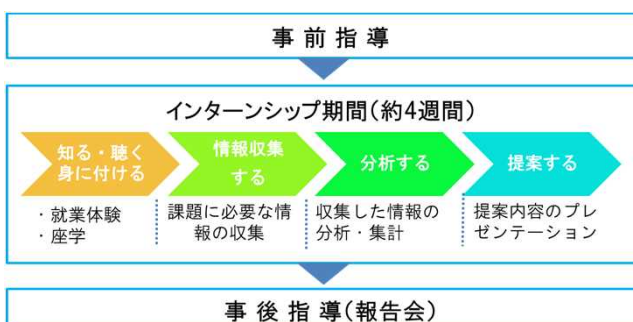 事前指導
インターンシップ期間(約4週間)
知る・聴く
身に付ける
情報収集
する
分析する
提案する
・就業体験
・座学
課題に必要な情
報の収集
収集した情報の
分析・集計
提案内容のプレ
ゼンテーション
事後指導(報告会)